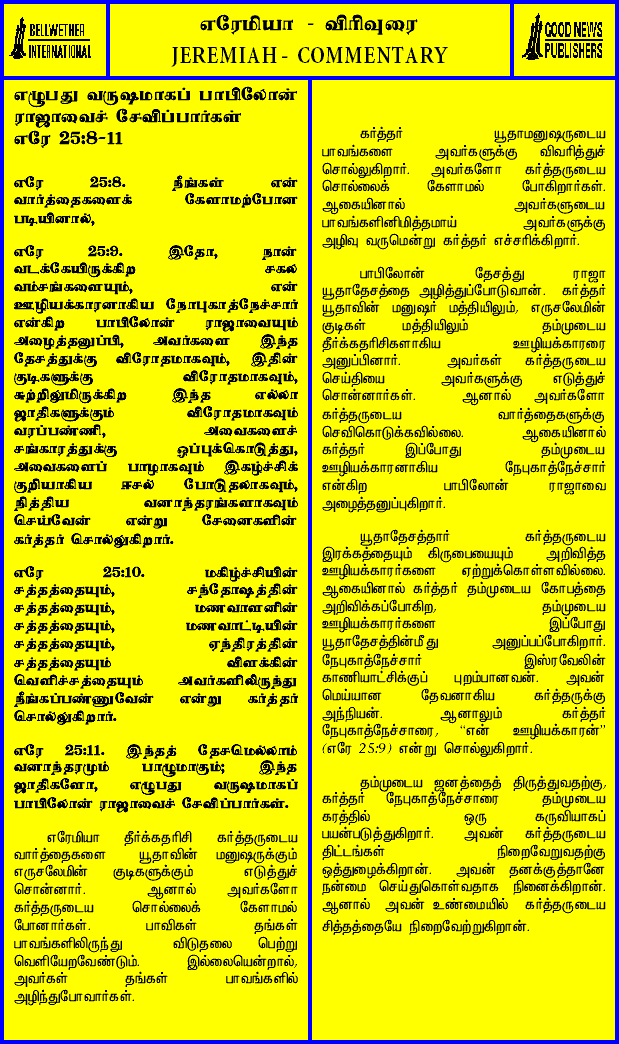 BELLWETHER
INTERNATIONAL
எரேமியா - விரிவுரை
JEREMIAH - COMMENTARY
GOOD NEWS
PUBLISHERS
எழுபது வருஷமாகப் பாபிலோன்
ராஜாவைச் சேவிப்பார்கள்
எரே 25:8-11
எரே 25:8. நீங்கள் என்
வார்த்தைகளைக் கேளாமற்போன
படியினால்,
எரே 25:9. இதோ, நான்
வடக்கேயிருக்கிற சகல
வம்சங்களையும், என்
ஊழியக்காரனாகிய நேபுகாத்நேச்சார்
என்கிற பாபிலோன் ராஜாவையும்
அழைத்தனுப்பி, அவர்களை இந்த
தேசத்துக்கு விரோதமாகவும், இதின்
குடிகளுக்கு விரோதமாகவும்,
சுற்றிலுமிருக்கிற இந்த எல்லா
ஜாதிகளுக்கும் விரோதமாகவும்
வரப்பண்ணி, அவைகளைச்
சங்காரத்துக்கு ஒப்புக்கொடுத்து,
அவைகளைப் பாழாகவும் இகழ்ச்சிக்
குறியாகிய ஈசல் போடுதலாகவும்,
நித்திய வனாந்தரங்களாகவும்
செய்வேன் என்று சேனைகளின்
கர்த்தர் சொல்லுகிறார்.
எரே 25:10. மகிழ்ச்சியின்
சத்தத்தையும், சந்தோஷத்தின்
சத்தத்தையும், மணவாளனின்
சத்தத்தையும், மணவாட்டியின்
சத்தத்தையும், ஏந்திரத்தின்
சத்தத்தையும் விளக்கின்
வெளிச்சத்தையும் அவர்களிலிருந்து
நீங்கப்பண்ணுவேன் என்று கர்த்தர்
சொல்லுகிறார்.
எரே 25:11. இந்தத் தேசமெல்லாம்
வனாந்தரமும் பாழுமாகும்; இந்த
ஜாதிகளோ, எழுபது வருஷமாகப்
பாபிலோன் ராஜாவைச் சேவிப்பார்கள்.
எரேமியா தீர்க்கதரிசி கர்த்தருடைய
வார்த்தைகளை யூதாவின் மனுஷருக்கும்
எருசலேமின் குடிகளுக்கும் எடுத்துச்
சொன்னார். ஆனால் அவர்களோ
கர்த்தருடைய சொல்லைக் கேளாமல்
போனார்கள். பாவிகள் தங்கள்
பாவங்களிலிருந்து விடுதலை பெற்று
வெளியேறவேண்டும். இல்லையென்றால்,
அவர்கள் தங்கள் பாவங்களில்
அழிந்துபோவார்கள்.
கர்த்தர் யூதாமனுஷருடைய
பாவங்களை அவர்களுக்கு விவரித்துச்
சொல்லுகிறார். அவர்களோ கர்த்தருடைய
சொல்லைக் கேளாமல் போகிறார்கள்.
ஆகையினால் அவர்களுடைய
பாவங்களினிமித்தமாய் அவர்களுக்கு
அழிவு வருமென்று கர்த்தர் எச்சரிக்கிறார்.
பாபிலோன் தேசத்து ராஜா
யூதாதேசத்தை அழித்துப்போடுவான். கர்த்தர்
யூதாவின் மனுஷர் மத்தியிலும், எருசலேமின்
குடிகள் மத்தியிலும் தம்முடைய
தீர்க்கதரிசிகளாகிய ஊழியக்காரரை
அனுப்பினார். அவர்கள் கர்த்தருடைய
செய்தியை அவர்களுக்கு எடுத்துச்
சொன்னார்கள். ஆனால் அவர்களோ
கர்த்தருடைய வார்த்தைகளுக்கு
செவிகொடுக்கவில்லை. ஆகையினால்
கர்த்தர் இப்போது தம்முடைய
ஊழியக்காரனாகிய நேபுகாத்நேச்சார்
என்கிற பாபிலோன் ராஜாவை
அழைத்தனுப்புகிறார்.
யூதாதேசத்தார் கர்த்தருடைய
இரக்கத்தையும் கிருபையையும் அறிவித்த
ஊழியக்காரர்களை ஏற்றுக்கொள்ளவில்லை.
ஆகையினால் கர்த்தர் தம்முடைய கோபத்தை
அறிவிக்கப்போகிற, தம்முடைய
ஊழியக்காரர்களை இப்போது
யூதாதேசத்தின்மீது அனுப்பப்போகிறார்.
நேபுகாத்நேச்சார் இஸ்ரவேலின்
காணியாட்சிக்குப் புறம்பானவன். அவன்
மெய்யான தேவனாகிய கர்த்தருக்கு
அந்நியன். ஆனாலும் கர்த்தர்
நேபுகாத்நேச்சாரை, “என் ஊழியக்காரன்”
(எரே 25:9) என்று சொல்லுகிறார்.
தம்முடைய ஜனத்தைத் திருத்துவதற்கு,
கர்த்தர் நேபுகாத்நேச்சாரை தம்முடைய
கரத்தில் ஒரு கருவியாகப்
பயன்படுத்துகிறார். அவன் கர்த்தருடைய
திட்டங்கள் நிறைவேறுவதற்கு
ஒத்துழைக்கிறான். அவன் தனக்குத்தானே
நன்மை செய்துகொள்வதாக நினைக்கிறான்.
ஆனால் அவன் உண்மையில் கர்த்தருடைய
சித்தத்தையே நிறைவேற்றுகிறான்.